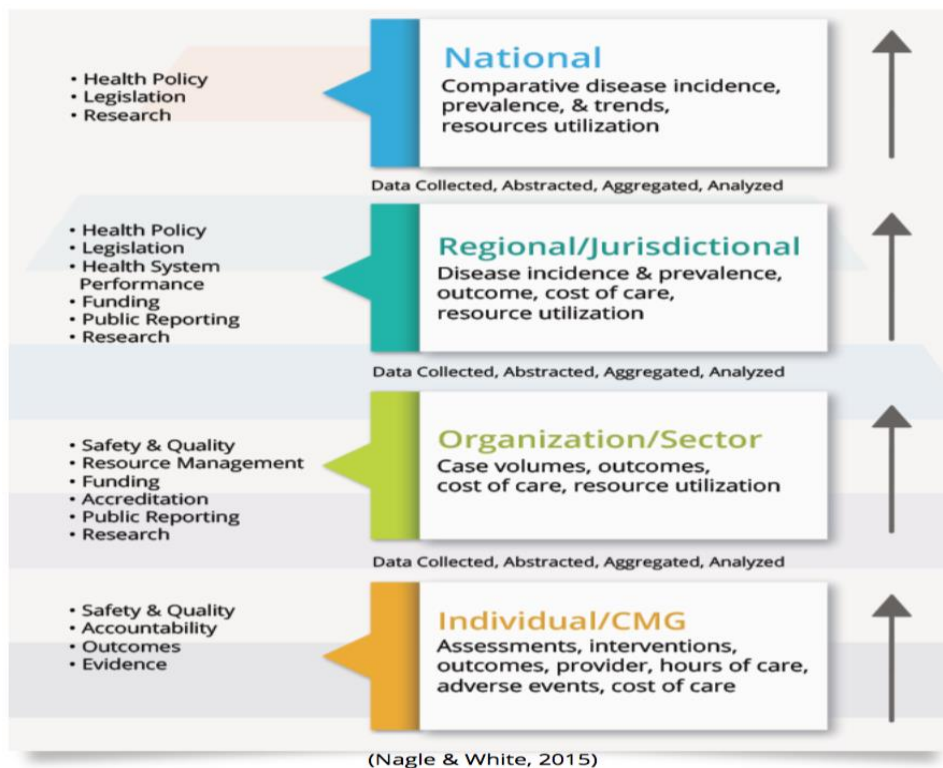 • Health Policy
• Legislation
• Research
National
Comparative disease incidence,
prevalence, & trends,
resources utilization
Data Collected, Abstracted, Aggregated, Analyzed
• Health Policy
• Legislation
• Health System
Performance
• Funding
• Public Reporting
• Research
Regional/Jurisdictional
Disease incidence & prevalence,
outcome, cost of care,
resource utilization
Data Collected, Abstracted, Aggregated, Analyzed
• Safety & Quality
• Resource Management
• Funding
• Accreditation
• Public Reporting
• Research
Organization/Sector
Case volumes, outcomes,
cost of care, resource utilization
Data Collected, Abstracted, Aggregated, Analyzed
• Safety & Quality
• Accountability
• Outcomes
• Evidence
Individual/CMG
Assessments, interventions,
outcomes, provider, hours of care,
adverse events, cost of care
(Nagle & White, 2015)